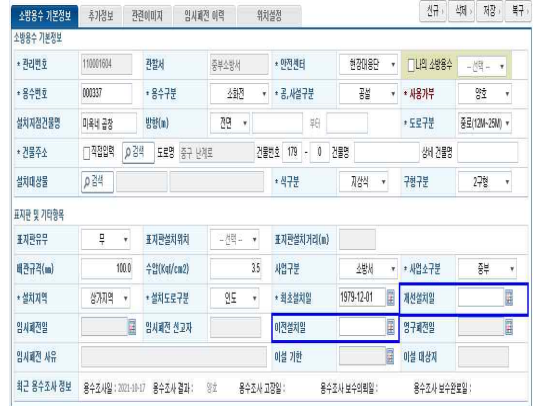 소방용수 기본정보 추가정보 관련이미지 임시폐전 이력 위치설정 신규 삭제 저장 복구
소방용수 기본정보
* 관리번호 110001604 관할서 중부소방서 * 안전센터 현장대응단 나의 소방용수 -선택-
* 용수번호 000337 * 용수구분 소화전 * 공,사설구분 공설 * 사용가부 양호
설치지점건물명 미옥네 곱창 방향(m) 전면 부터 * 도로구분 중로(12M~25M)
* 건물주소 직접입력 검색 도로명 중구 난계로 건물번호 179 - 0 건물명 상세 건물명
설치대상물 검색 * 식구분 지상식 구형구분 2구형
표지판 및 기타항목
표지판유무 무 표지판설치위치 -선택- 표지판설치거리(m)
배관규격(mm) 100.0 수압(Kgf/cm2) 3.5 사업구분 소방서 * 사업소구분 중부
* 설치지역 상가지역 * 설치도로구분 인도 * 최초설치일 1979-12-01 개선설치일
임시폐전일 임시폐전 신고자 이전설치일 영구폐전일
임시폐전 사유 이설 기한 이설 대상자
최근 용수조사 정보 용수조사일 : 2021-10-17 용수조사 결과 : 양호 용수조사 고장일 : 용수조사 보수의뢰일 : 용수조사 보수완료일 :